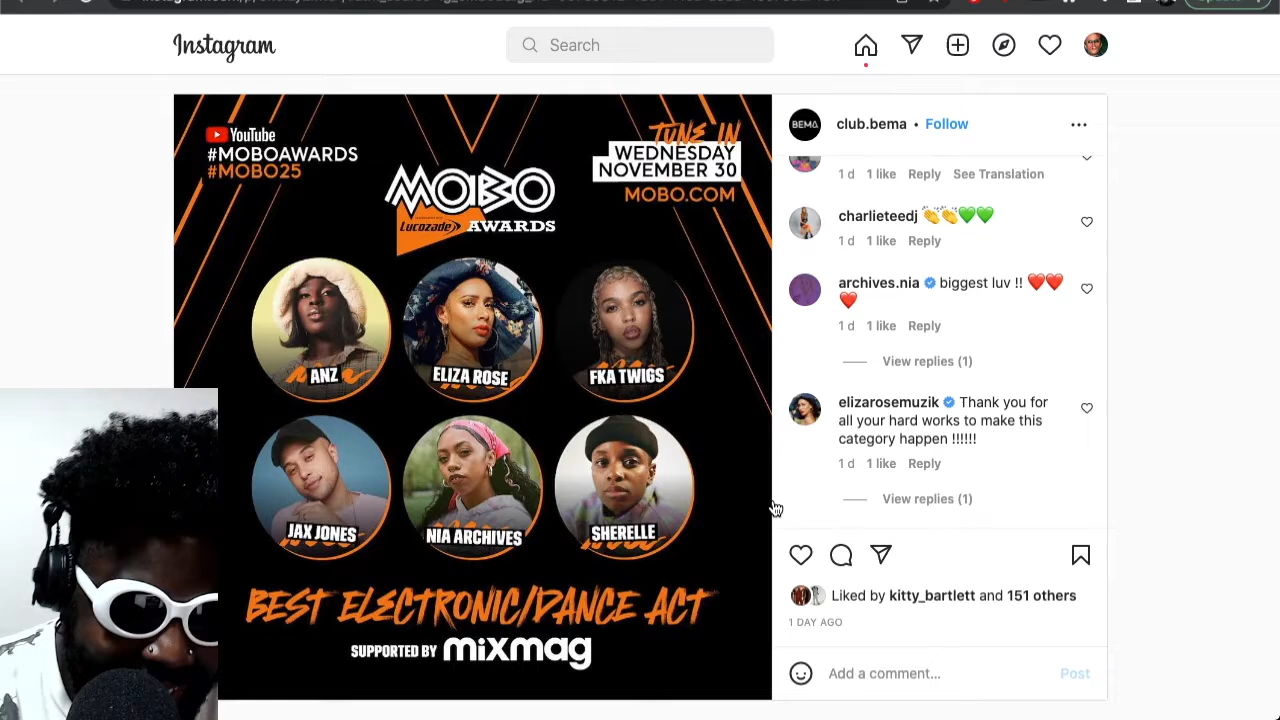 Instagram
Search
YouTube
#MOBOAWARDS
#MOBO25
TUNE IN
WEDNESDAY
NOVEMBER 30
MOBO.COM
MOBO
Lucozade
AWARDS
ANZ
ELIZA ROSE
FKA TWIGS
JAX JONES
NIA ARCHIVES
SHERELLE
BEST ELECTRONIC/DANCE ACT
SUPPORTED BY mixmag
BEMA
club.bema • Follow
1 d 1 like Reply See Translation
charlieteedj 👏👏💚💚
1 d 1 like Reply
archives.nia biggest luv !! ❤️❤️
❤️
1 d 1 like Reply
View replies (1)
elizarosemuzik Thank you for
all your hard works to make this
category happen !!!!!!
1 d 1 like Reply
View replies (1)
Liked by kitty_bartlett and 151 others
1 DAY AGO
Add a comment...
Post